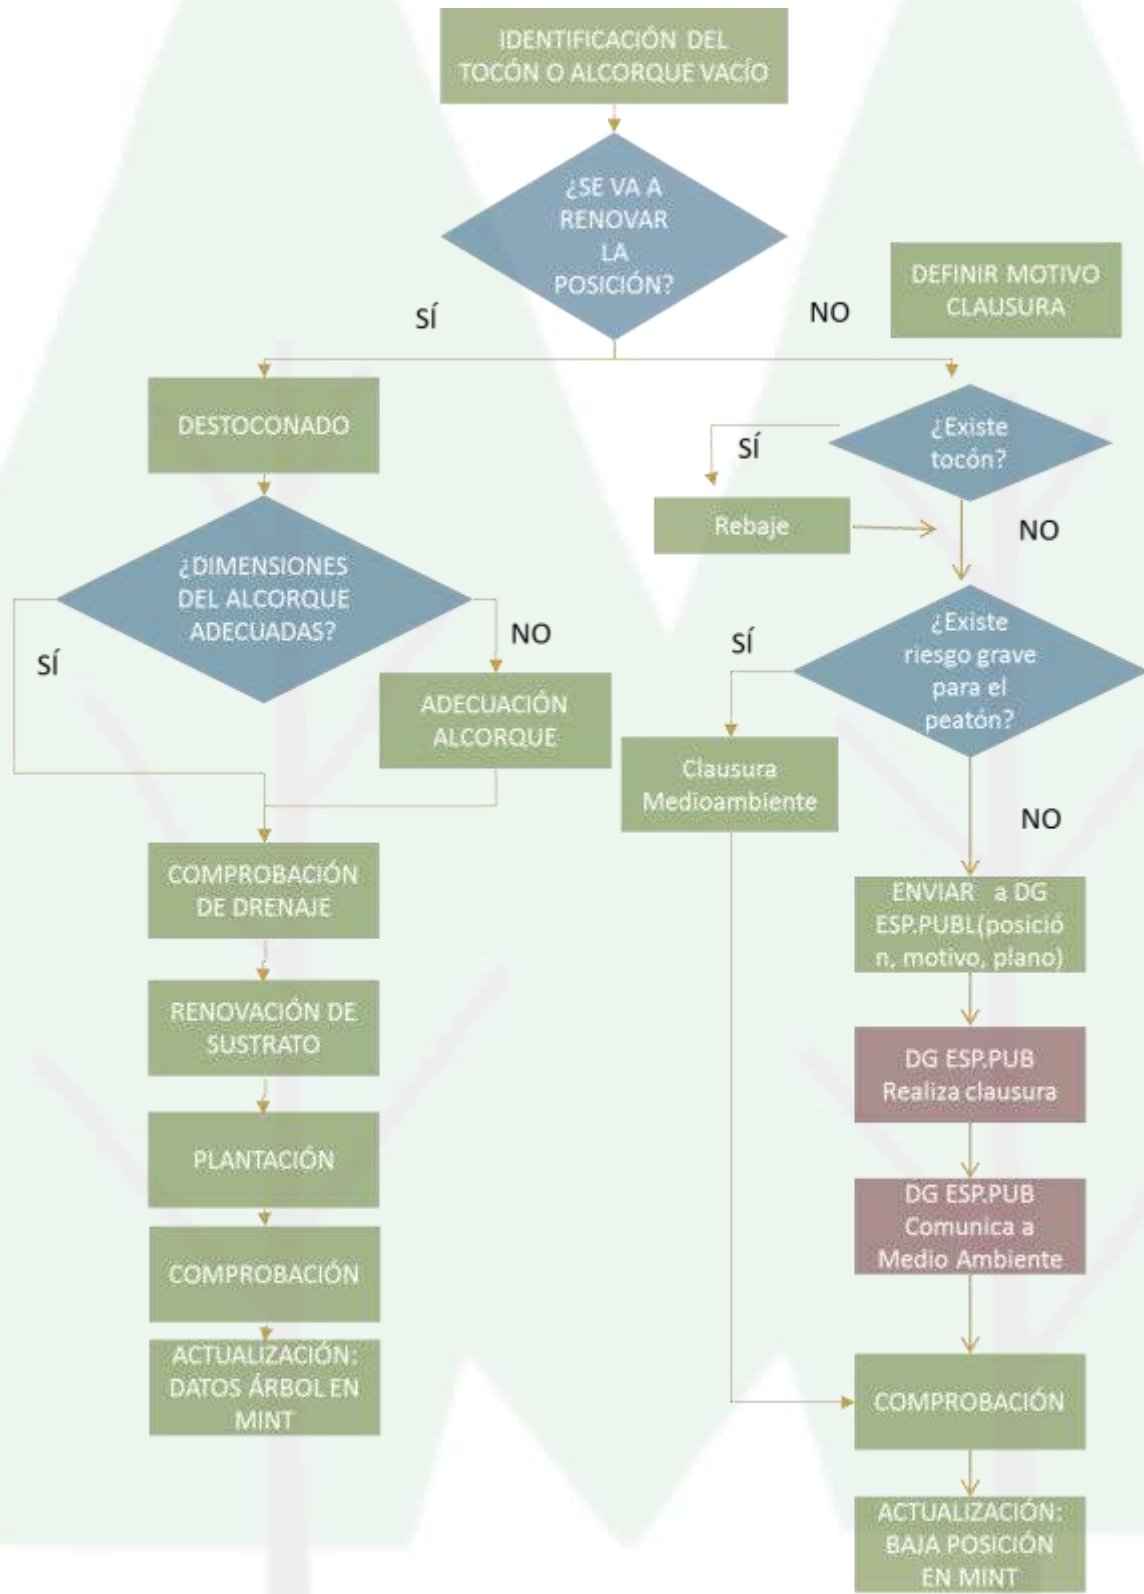 IDENTIFICACIÓN DEL
TOCÓN O ALCORQUE VACÍO
¿SE VA A
RENOVAR
LA
POSICIÓN?
SÍ
NO
DEFINIR MOTIVO
CLAUSURA
DESTOCONADO
¿DIMENSIONES
DEL ALCORQUE
ADECUADAS?
SÍ
NO
ADECUACIÓN
ALCORQUE
COMPROBACIÓN
DE DRENAJE
RENOVACIÓN DE
SUSTRATO
PLANTACIÓN
COMPROBACIÓN
ACTUALIZACIÓN:
DATOS ÁRBOL EN
MINT
¿Existe
tocón?
SÍ
Rebaje
NO
¿Existe
riesgo grave
para el
peatón?
SÍ
Clausura
Medioambiente
NO
ENVIAR a DG
ESP.PUBL(posició
n, motivo, plano)
DG ESP.PUB
Realiza clausura
DG ESP.PUB
Comunica a
Medio Ambiente
COMPROBACIÓN
ACTUALIZACIÓN:
BAJA POSICIÓN
EN MINT